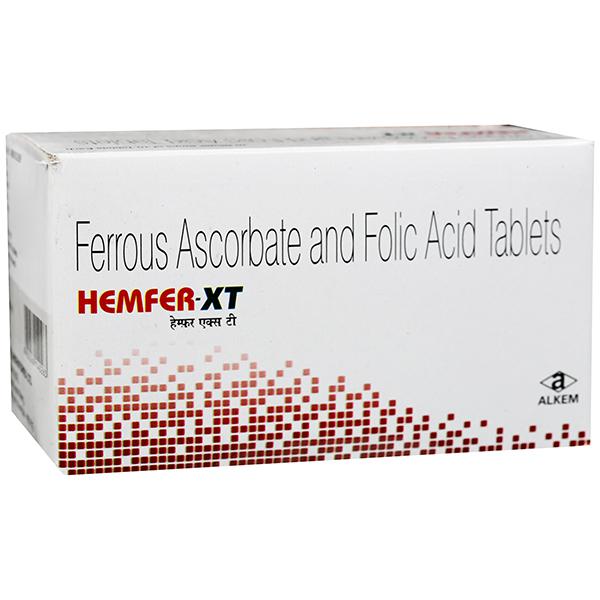 Ferrous Ascorbate and Folic Acid Tablets
HEMFER-XT
हेम्फर एक्स टी
ALKEM